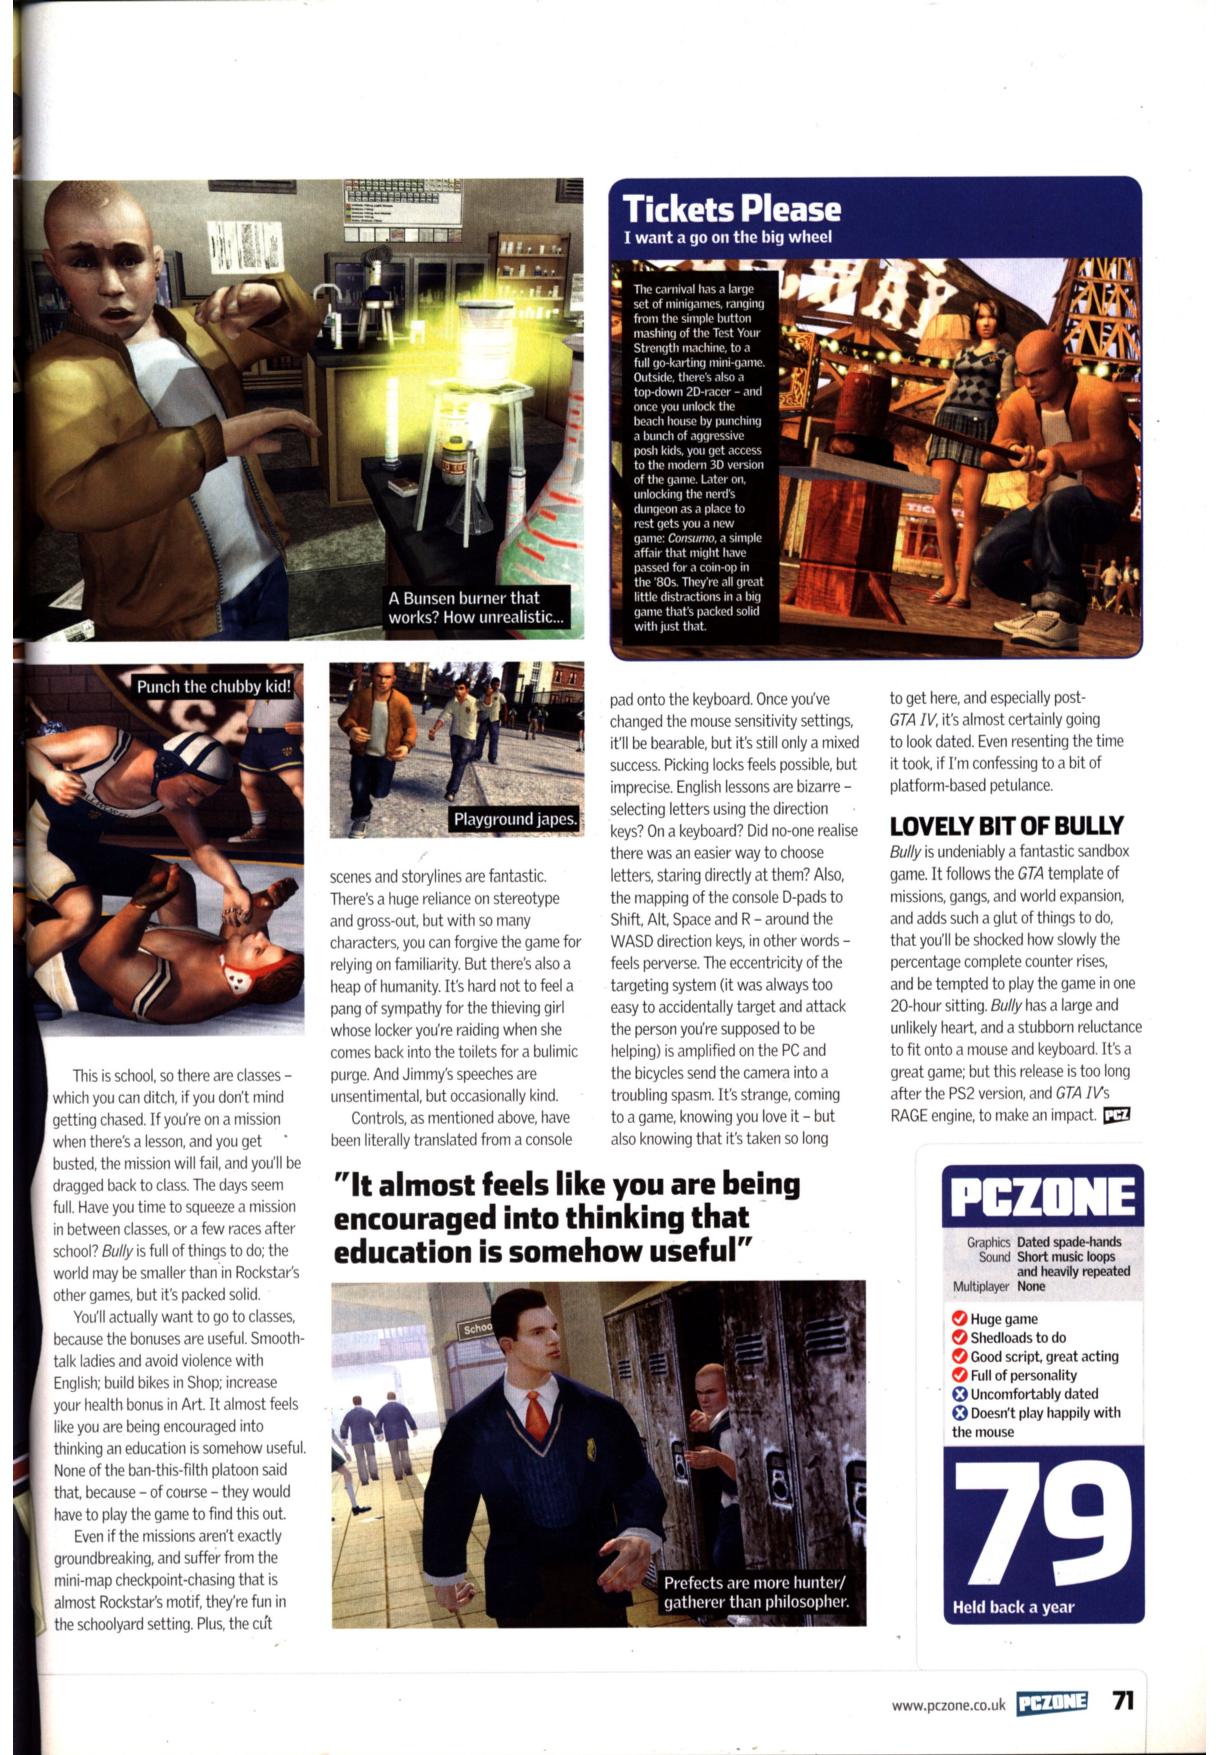 A Bunsen burner that
works? How unrealistic...
Tickets Please
I want a go on the big wheel
The carnival has a large
set of minigames, ranging
from the simple button
mashing of the Test Your
Strength machine, to a
full go-karting mini-game.
Outside, there's also a
top-down 2D-racer – and
once you unlock the
beach house by punching
a bunch of aggressive
posh kids, you get access
to the modern 3D version
of the game. Later on,
unlocking the nerd's
dungeon as a place to
rest gets you a new
game: Consumo, a simple
affair that might have
passed for a coin-op in
the '80s. They're all great
little distractions in a big
game that's packed solid
with just that.
Punch the chubby kid!
Playground japes.
This is school, so there are classes –
which you can ditch, if you don't mind
getting chased. If you're on a mission
when there's a lesson, and you get
busted, the mission will fail, and you'll be
dragged back to class. The days seem
full. Have you time to squeeze a mission
in between classes, or a few races after
school? Bully is full of things to do; the
world may be smaller than in Rockstar's
other games, but it's packed solid.
You'll actually want to go to classes,
because the bonuses are useful. Smooth-
talk ladies and avoid violence with
English; build bikes in Shop; increase
your health bonus in Art. It almost feels
like you are being encouraged into
thinking an education is somehow useful.
None of the ban-this-filth platoon said
that, because – of course – they would
have to play the game to find this out.
Even if the missions aren't exactly
groundbreaking, and suffer from the
mini-map checkpoint-chasing that is
almost Rockstar's motif, they're fun in
the schoolyard setting. Plus, the cut
scenes and storylines are fantastic.
There's a huge reliance on stereotype
and gross-out, but with so many
characters, you can forgive the game for
relying on familiarity. But there's also a
heap of humanity. It's hard not to feel a
pang of sympathy for the thieving girl
whose locker you're raiding when she
comes back into the toilets for a bulimic
purge. And Jimmy's speeches are
unsentimental, but occasionally kind.
Controls, as mentioned above, have
been literally translated from a console
pad onto the keyboard. Once you've
changed the mouse sensitivity settings,
it'll be bearable, but it's still only a mixed
success. Picking locks feels possible, but
imprecise. English lessons are bizarre –
selecting letters using the direction
keys? On a keyboard? Did no-one realise
there was an easier way to choose
letters, staring directly at them? Also,
the mapping of the console D-pads to
Shift, Alt, Space and R – around the
WASD direction keys, in other words –
feels perverse. The eccentricity of the
targeting system (it was always too
easy to accidentally target and attack
the person you're supposed to be
helping) is amplified on the PC and
the bicycles send the camera into a
troubling spasm. It's strange, coming
to a game, knowing you love it – but
also knowing that it's taken so long
to get here, and especially post-
GTA IV, it's almost certainly going
to look dated. Even resenting the time
it took, if I'm confessing to a bit of
platform-based petulance.
LOVELY BIT OF BULLY
Bully is undeniably a fantastic sandbox
game. It follows the GTA template of
missions, gangs, and world expansion,
and adds such a glut of things to do,
that you'll be shocked how slowly the
percentage complete counter rises,
and be tempted to play the game in one
20-hour sitting. Bully has a large and
unlikely heart, and a stubborn reluctance
to fit onto a mouse and keyboard. It's a
great game; but this release is too long
after the PS2 version, and GTA IV's
RAGE engine, to make an impact. PCZ
"It almost feels like you are being
encouraged into thinking that
education is somehow useful"
Schoo
Prefects are more hunter/
gatherer than philosopher.
PCZONE
Graphics Dated spade-hands
Sound Short music loops
and heavily repeated
Multiplayer None
Huge game
Shedloads to do
Good script, great acting
Full of personality
Uncomfortably dated
Doesn't play happily with
the mouse
79
Held back a year
www.pczone.co.uk PCZONE 71